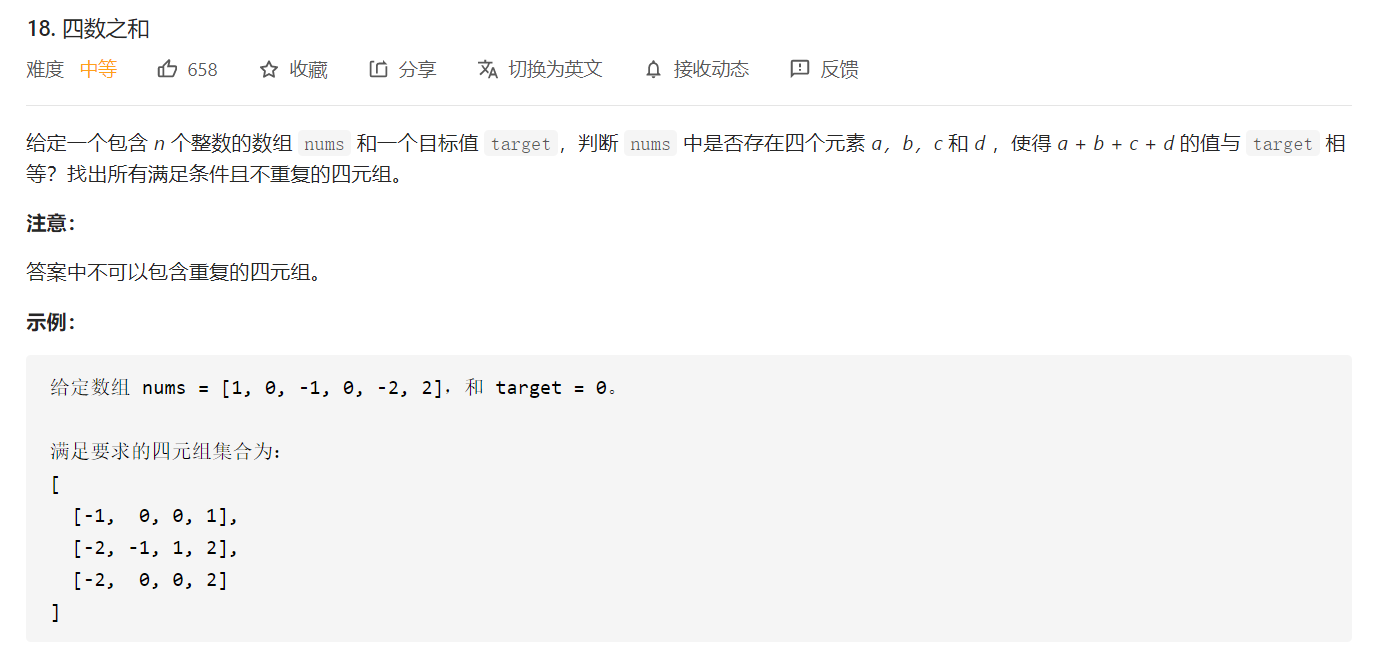 18. 四数之和
难度 中等 658 收藏 分享 切换为英文 接收动态 反馈
给定一个包含 n 个整数的数组 nums 和一个目标值 target，判断 nums 中是否存在四个元素 a，b，c 和 d ，使得 a + b + c + d 的值与 target 相
等？找出所有满足条件且不重复的四元组。
注意：
答案中不可以包含重复的四元组。
示例：
给定数组 nums = [1, 0, -1, 0, -2, 2]，和 target = 0。
满足要求的四元组集合为：
[
  [-1,  0, 0, 1],
  [-2, -1, 1, 2],
  [-2,  0, 0, 2]
]